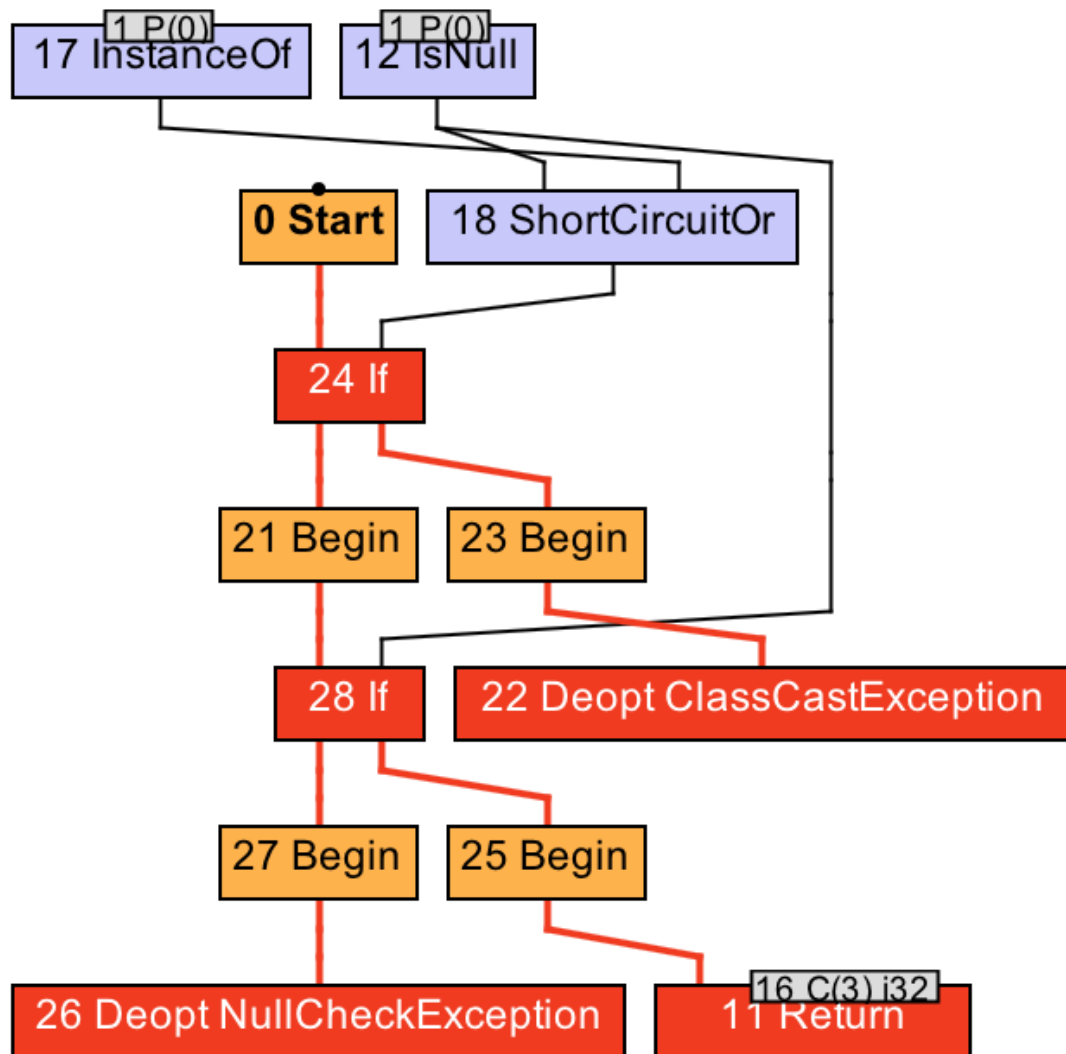 1 P(0)
17 InstanceOf
1 P(0)
12 IsNull
0 Start
18 ShortCircuitOr
24 If
21 Begin
23 Begin
28 If
22 Deopt ClassCastException
27 Begin
25 Begin
26 Deopt NullCheckException
16 C(3) i32
11 Return